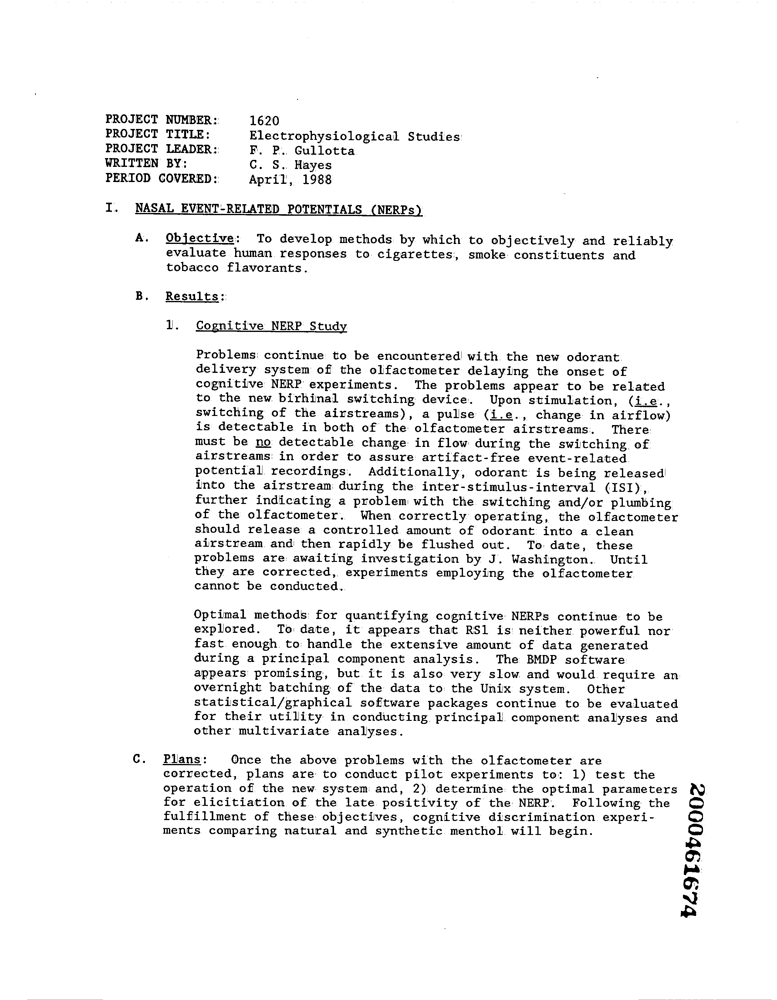 PROJECT NUMBER: 1620
PROJECT TITLE: Electrophysiological Studies
PROJECT LEADER: F. P. Gullotta
WRITTEN BY: C. S. Hayes
PERIOD COVERED: April, 1988
I. NASAL EVENT-RELATED POTENTIALS (NERPs)
A. Objective: To develop methods by which to objectively and reliably
evaluate human responses to cigarettes, smoke constituents and
tobacco flavorants.
B. Results:
1. Cognitive NERP Study
Problems continue to be encountered with the new odorant
delivery system of the olfactometer delaying the onset of
cognitive NERP experiments. The problems appear to be related
to the new birhinal switching device. Upon stimulation, (i.e.,
switching of the airstreams), a pulse (i.e., change in airflow)
is detectable in both of the olfactometer airstreams. There
must be no detectable change in flow during the switching of
airstreams in order to assure artifact-free event-related
potential recordings. Additionally, odorant is being released
into the airstream during the inter-stimulus-interval (ISI),
further indicating a problem with the switching and/or plumbing
of the olfactometer. When correctly operating, the olfactometer
should release a controlled amount of odorant into a clean
airstream and then rapidly be flushed out. To date, these
problems are awaiting investigation by J. Washington. Until
they are corrected, experiments employing the olfactometer
cannot be conducted.
Optimal methods for quantifying cognitive NERPs continue to be
explored. To date, it appears that RS1 is neither powerful nor
fast enough to handle the extensive amount of data generated
during a principal component analysis. The BMDP software
appears promising, but it is also very slow and would require an
overnight batching of the data to the Unix system. Other
statistical/graphical software packages continue to be evaluated
for their utility in conducting principal component analyses and
other multivariate analyses.
C. Plans: Once the above problems with the olfactometer are
corrected, plans are to conduct pilot experiments to: 1) test the
operation of the new system and, 2) determine the optimal parameters
for elicitiation of the late positivity of the NERP. Following the
fulfillment of these objectives, cognitive discrimination experi-
ments comparing natural and synthetic menthol will begin.
2000461674